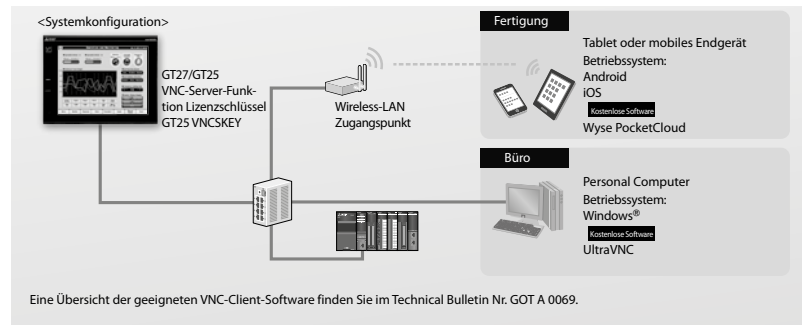 <Systemkonfiguration>
GT27/GT25
VNC-Server-Funk-
tion Lizenzschlüssel
GT25 VNCSKEY
Wireless-LAN
Zugangspunkt
Fertigung
Tablet oder mobiles Endgerät
Betriebssystem:
Android
iOS
Kostenlose Software
Wyse PocketCloud
Büro
Personal Computer
Betriebssystem:
Windows®
Kostenlose Software
UltraVNC
Eine Übersicht der geeigneten VNC-Client-Software finden Sie im Technical Bulletin Nr. GOT A 0069.